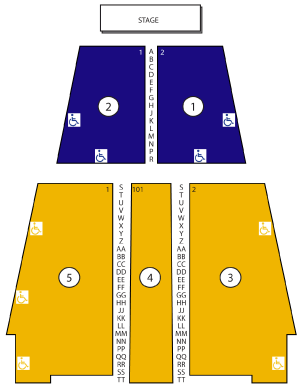 STAGE
1 A 2
B
C
D
E
F
G
2 H 1
J
K
L
M
N
P
R
1 S 101 S 2
T T
U U
V V
W W
X X
Y Y
Z Z
AA AA
BB BB
CC CC
DD DD
5 EE 4 EE 3
FF FF
GG GG
HH HH
JJ JJ
KK KK
LL LL
MM MM
NN NN
PP PP
QQ QQ
RR RR
SS SS
TT TT